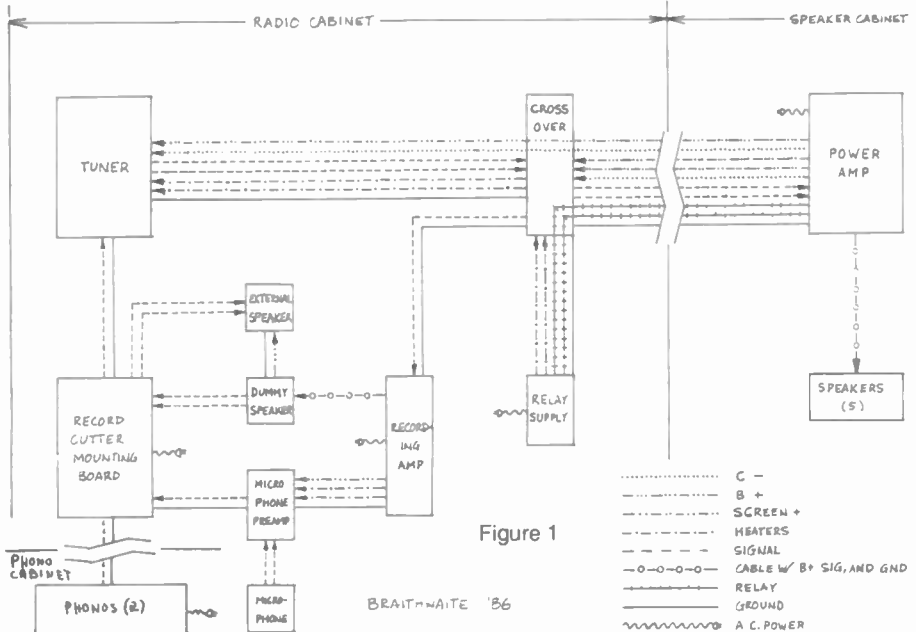 RADIO CABINET
SPEAKER CABINET
TUNER
CROSS
OVER
POWER
AMP
EXTERNAL
SPEAKER
DUMMY
SPEAKER
RECORD
CUTTER
MOUNTING
BOARD
RECORD
ING
AMP
RELAY
SUPPLY
SPEAKERS
(5)
MICRO
PHONE
PREAMP
Figure 1
PHONO
CABINET
PHONOS (2)
MICRO-
PHONE
BRAITHWAITE '86
C -
B +
SCREEN +
HEATERS
SIGNAL
CABLE W/ B+ SIG, AND GND
RELAY
GROUND
A.C. POWER